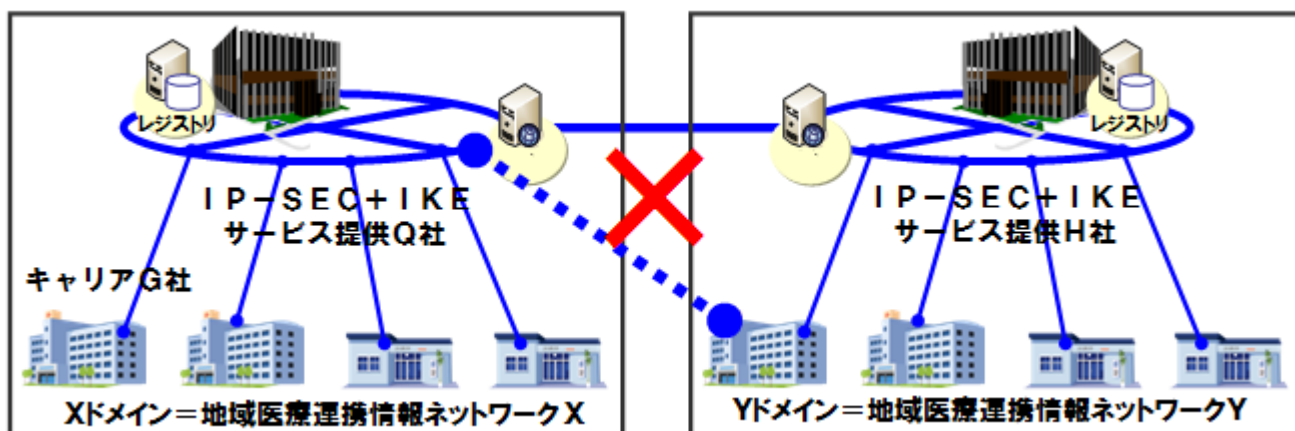 レジストリ
IP-SEC+IKE
サービス提供Q社
キャリアG社
Xドメイン=地域医療連携情報ネットワークX
レジストリ
IP-SEC+IKE
サービス提供H社
Yドメイン=地域医療連携情報ネットワークY